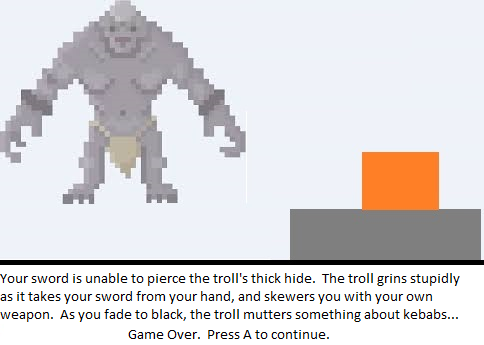 Your sword is unable to pierce the troll's thick hide.  The troll grins stupidly
as it takes your sword from your hand, and skewers you with your own
weapon.  As you fade to black, the troll mutters something about kebabs...
Game Over.  Press A to continue.